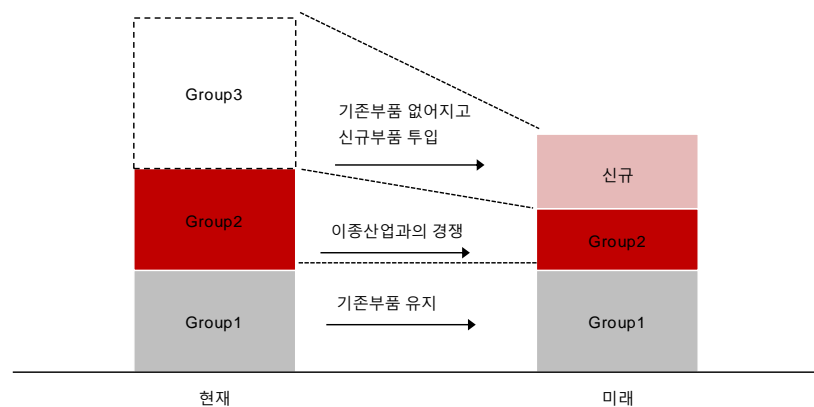 Group3
기존부품 없어지고
신규부품 투입
신규
Group2
이종산업과의 경쟁
Group2
기존부품 유지
Group1
Group1
현재
미래